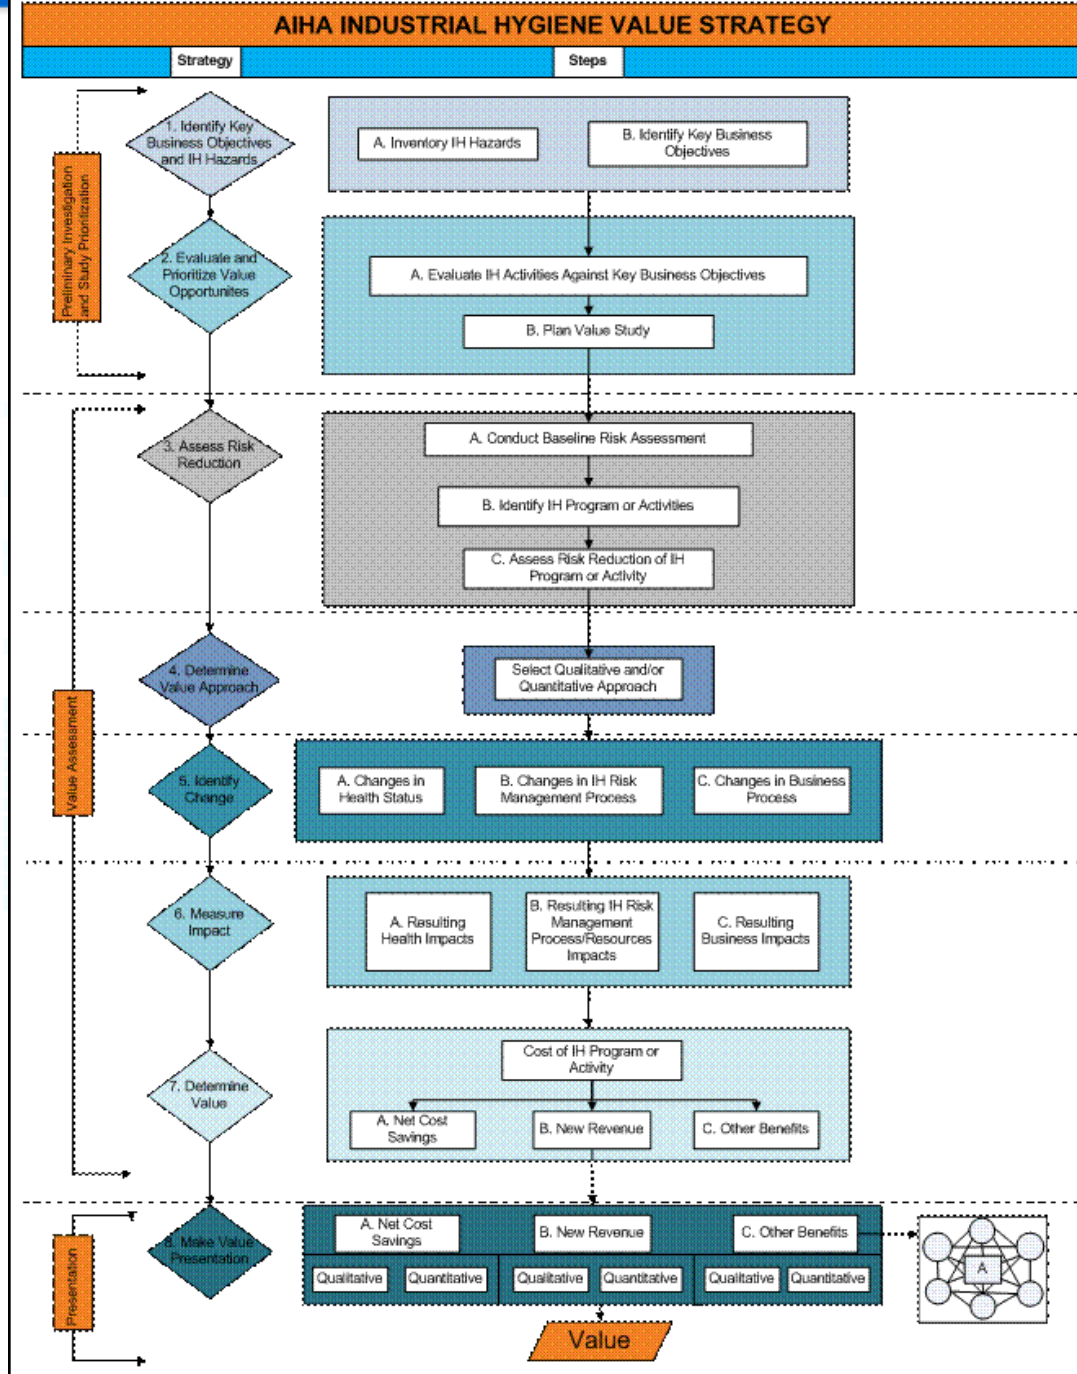 AIHA INDUSTRIAL HYGIENE VALUE STRATEGY
Strategy
Steps
Preliminary Investigation
and Study Prioritization
1. Identify Key
Business Objectives
and IH Hazards
A. Inventory IH Hazards
B. Identify Key Business
Objectives
2. Evaluate and
Prioritize Value
Opportunites
A. Evaluate IH Activities Against Key Business Objectives
B. Plan Value Study
Value Assessment
3. Assess Risk
Reduction
A. Conduct Baseline Risk Assessment
B. Identify IH Program or Activities
C. Assess Risk Reduction of IH
Program or Activity
4. Determine
Value Approach
Select Qualitative and/or
Quantitative Approach
5. Identify
Change
A. Changes in
Health Status
B. Changes in IH Risk
Management Process
C. Changes in Business
Process
6. Measure
Impact
A. Resulting
Health Impacts
B. Resulting IH Risk
Management
Process/Resources
Impacts
C. Resulting
Business Impacts
7. Determine
Value
Cost of IH Program or
Activity
A. Net Cost
Savings
B. New Revenue
C. Other Benefits
Presentation
8. Make Value
Presentation
A. Net Cost
Savings
B. New Revenue
C. Other Benefits
Qualitative
Quantitative
Qualitative
Quantitative
Qualitative
Quantitative
A
Value